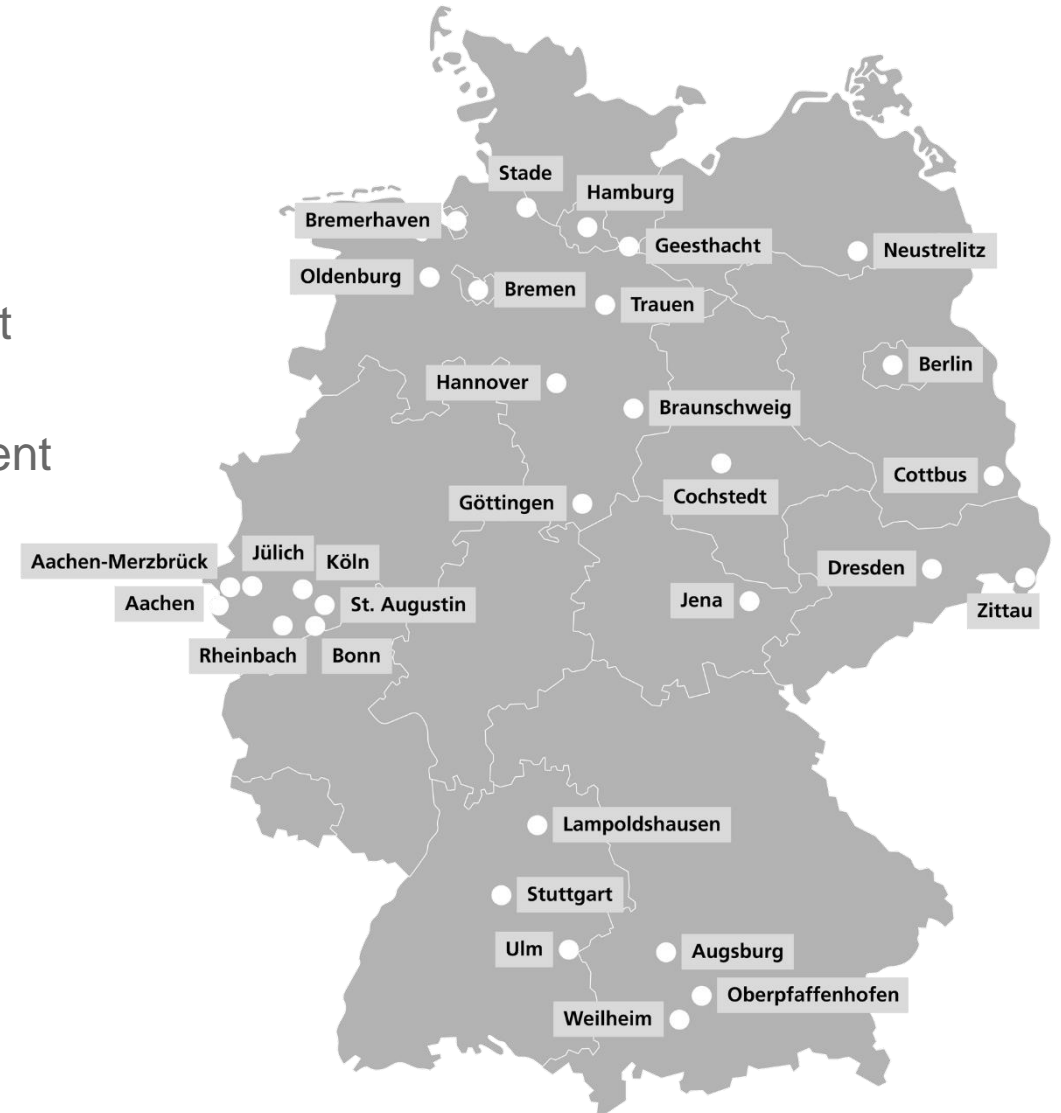 Stade
Hamburg
Bremerhaven
Geesthacht
Neustrelitz
Oldenburg
Bremen
Trauen
t
Berlin
Hannover
Braunschweig
ent
Cottbus
Cochstedt
Göttingen
Jülich
Aachen-Merzbrück
Köln
Dresden
Aachen
St. Augustin
Jena
Zittau
Rheinbach
Bonn
Lampoldshausen
Stuttgart
Ulm
Augsburg
Oberpfaffenhofen
Weilheim